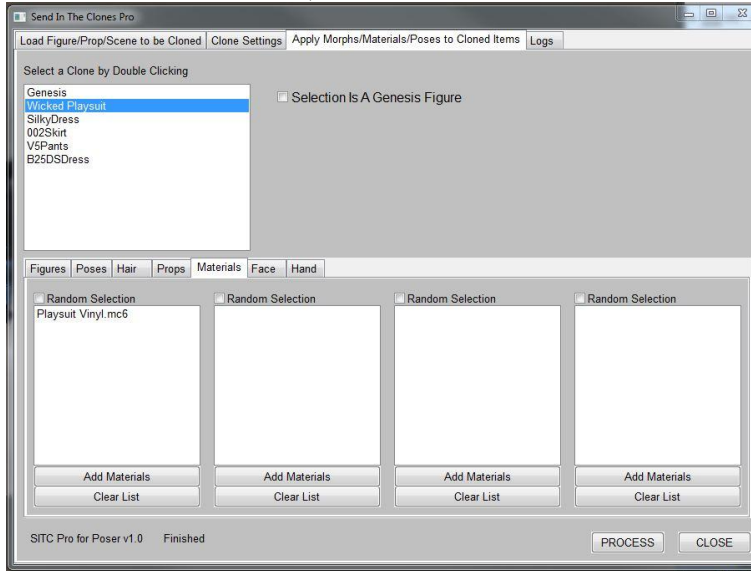 Send In The Clones Pro
Load Figure/Prop/Scene to be Cloned Clone Settings Apply Morphs/Materials/Poses to Cloned Items Logs
Select a Clone by Double Clicking
Genesis
Selection Is A Genesis Figure
Wicked Playsuit
SilkyDress
002Skirt
V5Pants
B25DSDress
Figures Poses Hair Props Materials Face Hand
Random Selection Random Selection Random Selection Random Selection
Playsuit Vinyl.mc6
Add Materials Add Materials Add Materials Add Materials
Clear List Clear List Clear List Clear List
SITC Pro for Poser v1.0 Finished PROCESS CLOSE